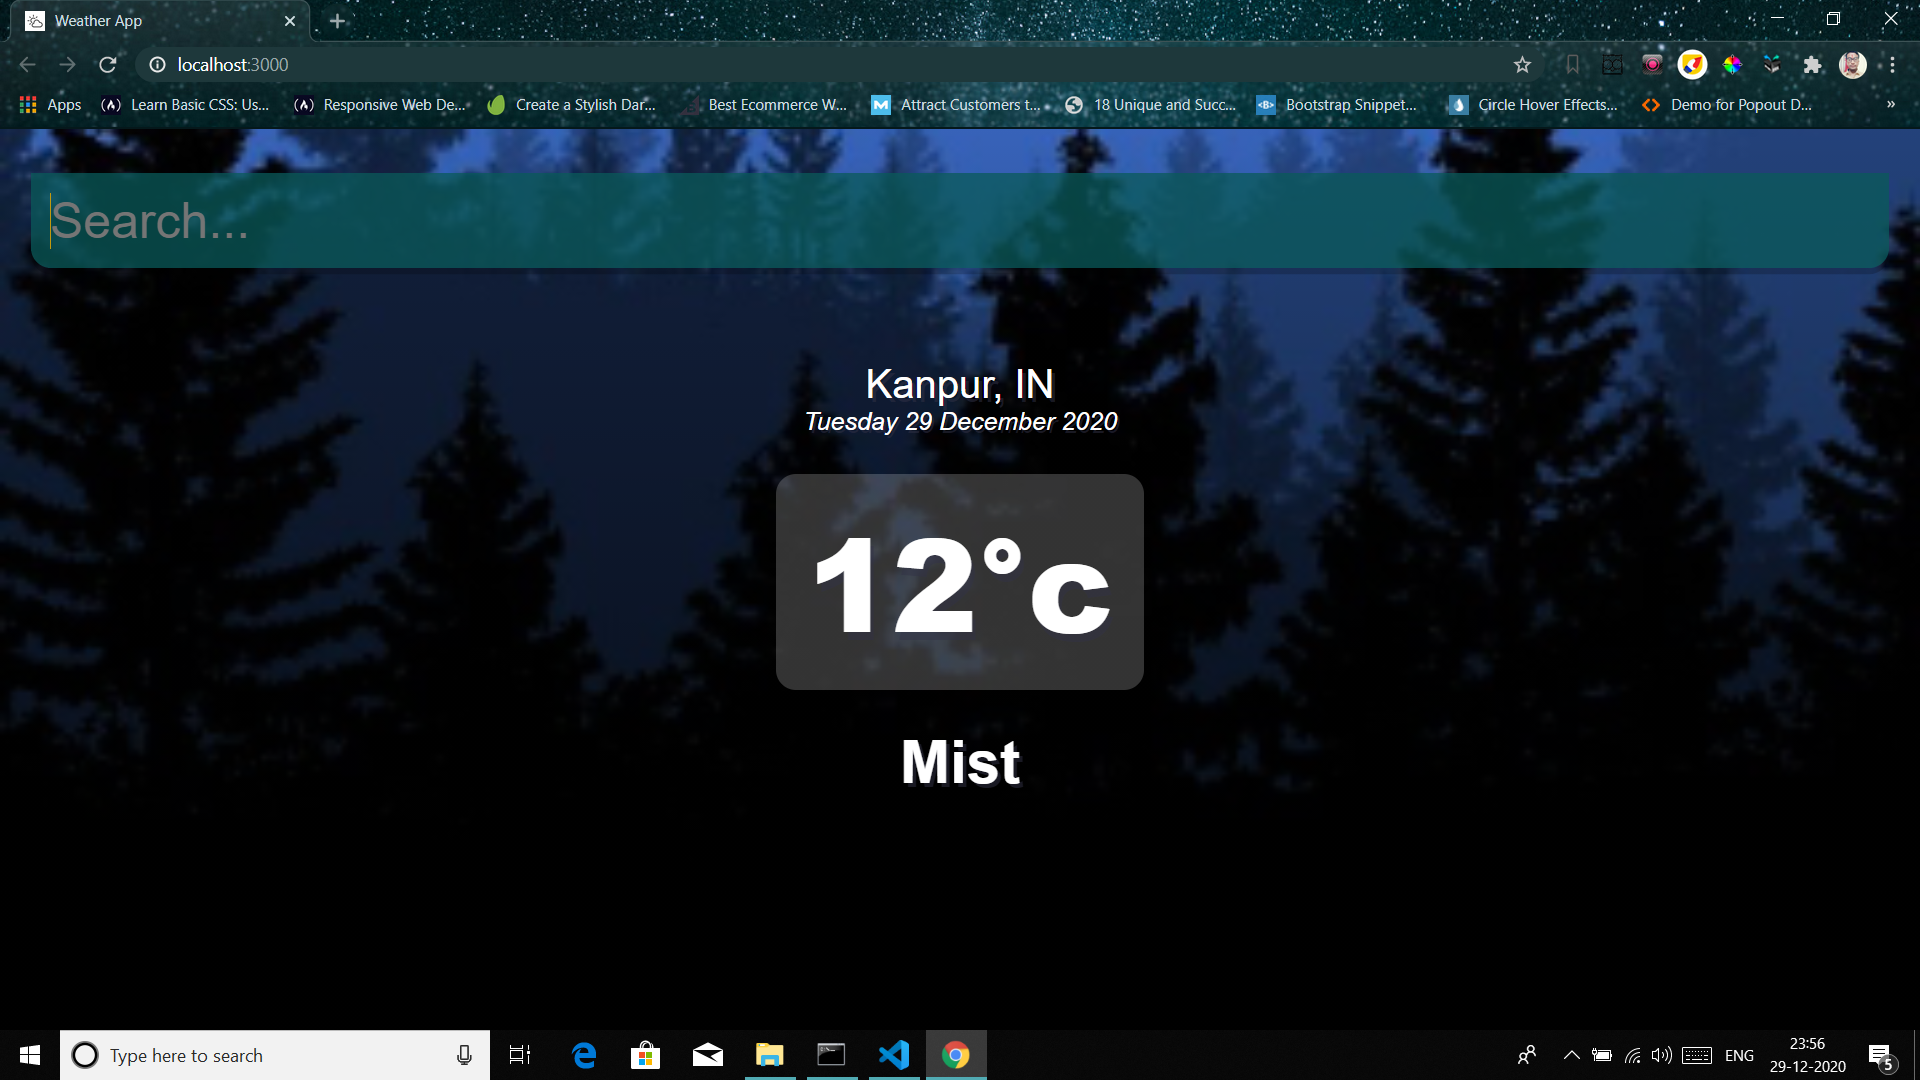 Weather App
localhost:3000
Apps Learn Basic CSS: Us... Responsive Web De... Create a Stylish Dar... Best Ecommerce W... Attract Customers t... 18 Unique and Succ... Bootstrap Snippet... Circle Hover Effects... Demo for Popout D... »
Search...
Kanpur, IN
Tuesday 29 December 2020
12°c
Mist
Type here to search
ENG
23:56
29-12-2020
5